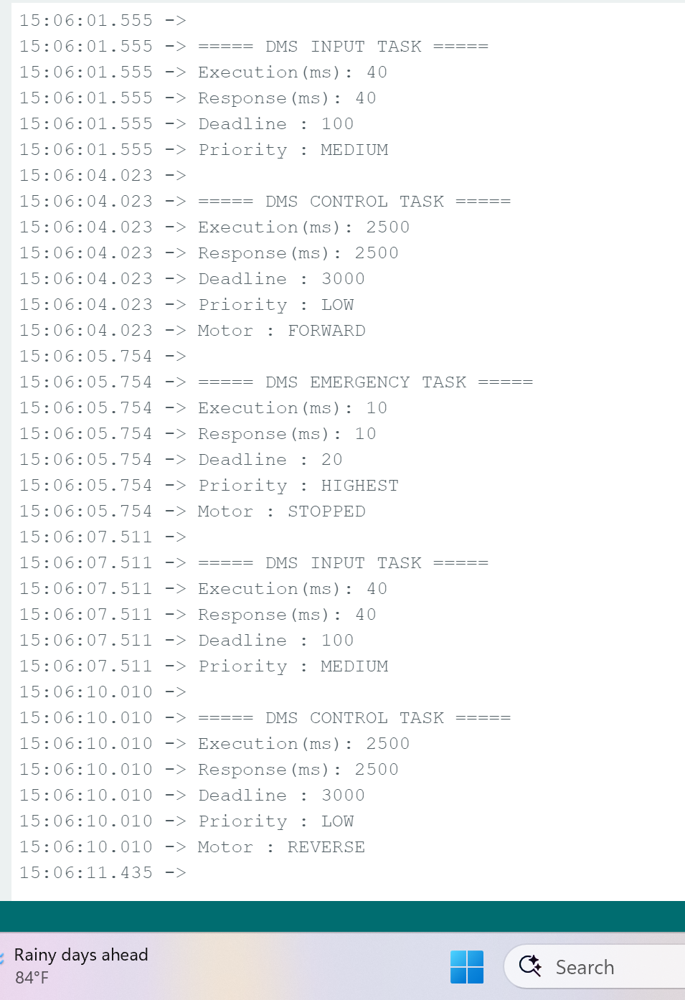 15:06:01.555 ->
15:06:01.555 -> ===== DMS INPUT TASK =====
15:06:01.555 -> Execution(ms): 40
15:06:01.555 -> Response(ms): 40
15:06:01.555 -> Deadline : 100
15:06:01.555 -> Priority : MEDIUM
15:06:04.023 ->
15:06:04.023 -> ===== DMS CONTROL TASK =====
15:06:04.023 -> Execution(ms): 2500
15:06:04.023 -> Response(ms): 2500
15:06:04.023 -> Deadline : 3000
15:06:04.023 -> Priority : LOW
15:06:04.023 -> Motor : FORWARD
15:06:05.754 ->
15:06:05.754 -> ===== DMS EMERGENCY TASK =====
15:06:05.754 -> Execution(ms): 10
15:06:05.754 -> Response(ms): 10
15:06:05.754 -> Deadline : 20
15:06:05.754 -> Priority : HIGHEST
15:06:05.754 -> Motor : STOPPED
15:06:07.511 ->
15:06:07.511 -> ===== DMS INPUT TASK =====
15:06:07.511 -> Execution(ms): 40
15:06:07.511 -> Response(ms): 40
15:06:07.511 -> Deadline : 100
15:06:07.511 -> Priority : MEDIUM
15:06:10.010 ->
15:06:10.010 -> ===== DMS CONTROL TASK =====
15:06:10.010 -> Execution(ms): 2500
15:06:10.010 -> Response(ms): 2500
15:06:10.010 -> Deadline : 3000
15:06:10.010 -> Priority : LOW
15:06:10.010 -> Motor : REVERSE
15:06:11.435 ->
Rainy days ahead
84°F
Search